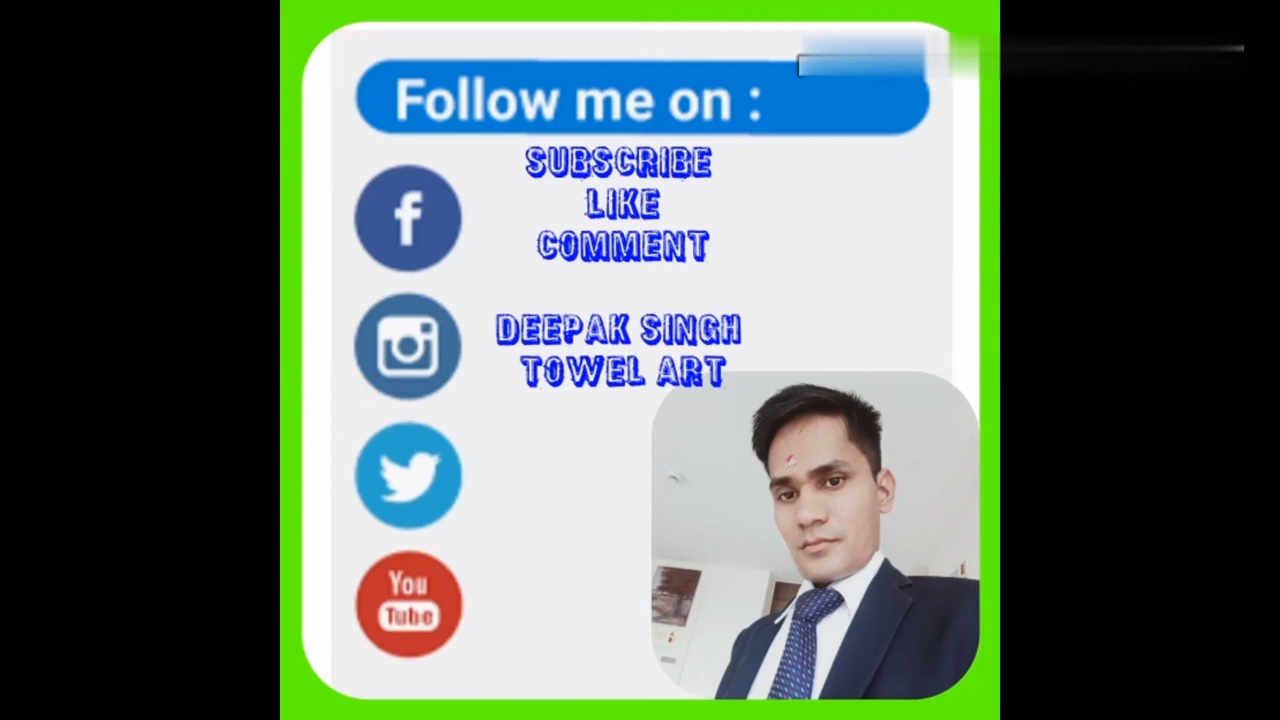 Follow me on :
SUBSCRIBE
LIKE
COMMENT
f
DEEPAK SINGH
TOWEL ART
You
Tube